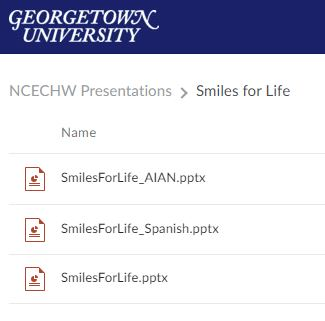 GEORGETOWN
UNIVERSITY
NCECHW Presentations > Smiles for Life
Name
SmilesForLife_AIAN.pptx
SmilesForLife_Spanish.pptx
SmilesForLife.pptx